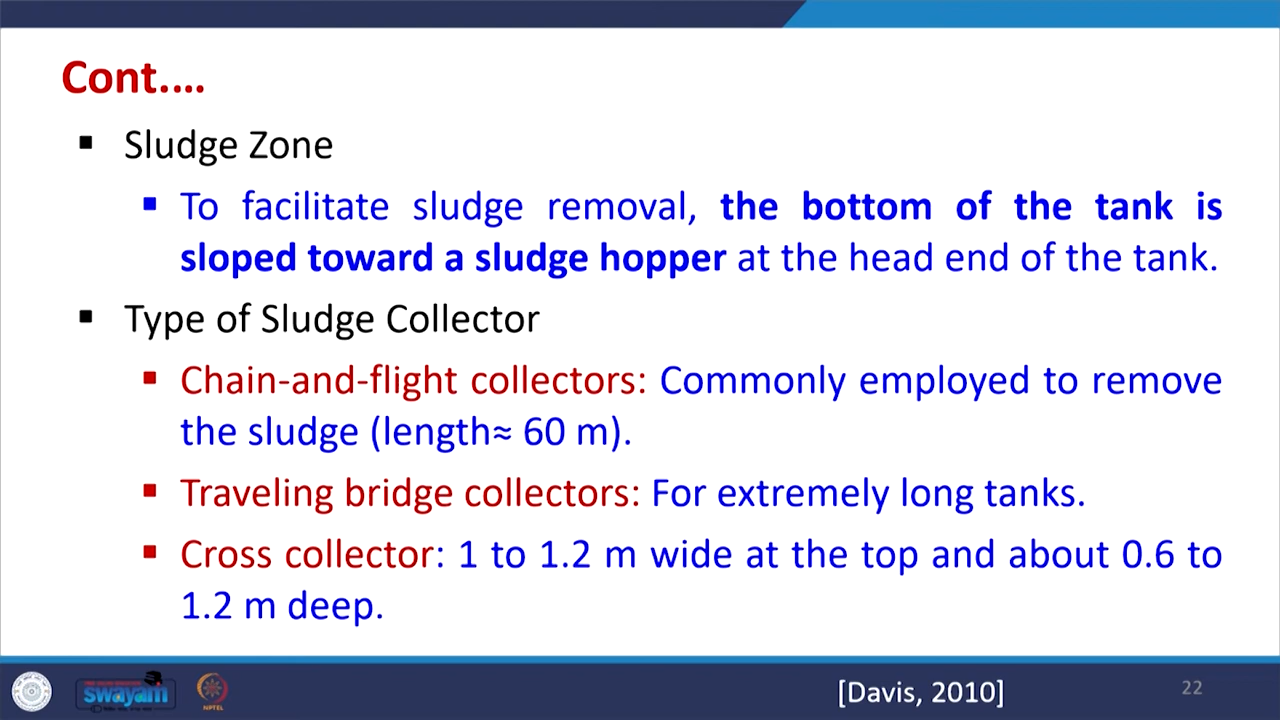 Cont.…
▪ Sludge Zone
▪ To facilitate sludge removal, the bottom of the tank is
sloped toward a sludge hopper at the head end of the tank.
▪ Type of Sludge Collector
▪ Chain-and-flight collectors: Commonly employed to remove
the sludge (length≈ 60 m).
▪ Traveling bridge collectors: For extremely long tanks.
▪ Cross collector: 1 to 1.2 m wide at the top and about 0.6 to
1.2 m deep.
swayam
NPTEL
[Davis, 2010]
22